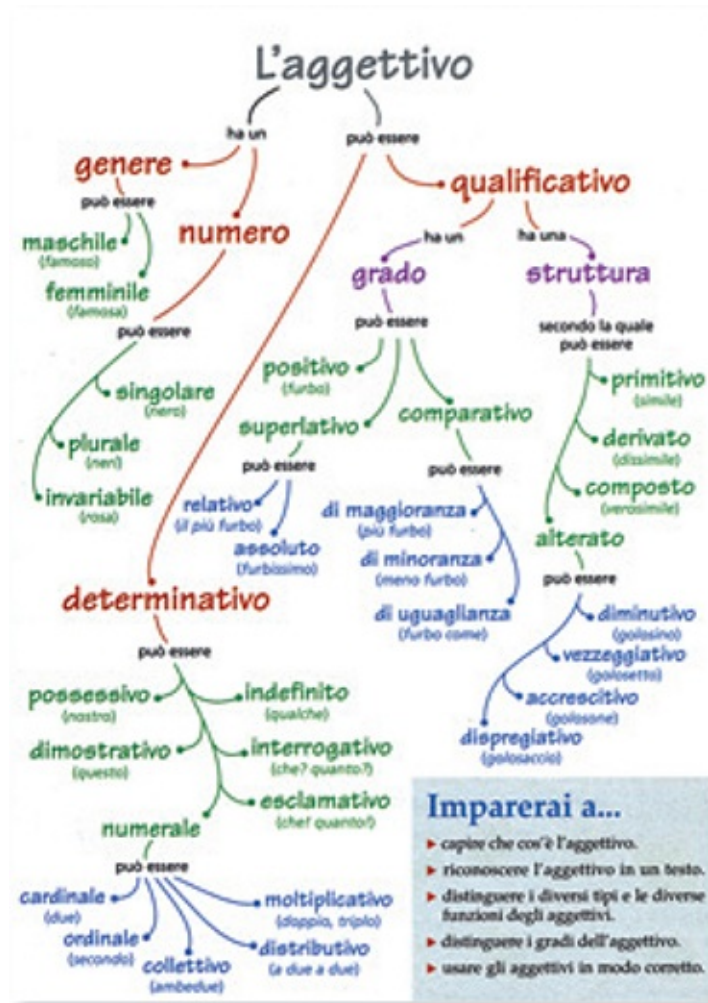 L'aggettivo
ha un
può essere
genere
qualificativo
può essere
numero
ha un
ha una
maschile
(famoso)
grado
struttura
femminile
(famosa)
può essere
può essere
secondo la quale
può essere
positivo
(furbo)
primitivo
(simile)
singolare
(nero)
comparativo
superlativo
derivato
(dissimile)
plurale
(neri)
può essere
può essere
composto
(verosimile)
invariabile
(rosa)
relativo
(il più furbo)
di maggioranza
(più furbo)
alterato
assoluto
(furbissimo)
di minoranza
(meno furbo)
può essere
determinativo
di uguaglianza
(furbo come)
diminutivo
(golosino)
può essere
vezzeggiativo
(golosetto)
possessivo
(nostro)
indefinito
(qualche)
accrescitivo
(golosone)
dispregiativo
(golosaccio)
dimostrativo
(questo)
interrogativo
(che? quanto?)
esclamativo
(che! quanto!)
numerale
può essere
cardinale
(due)
moltiplicativo
(doppio, triplo)
ordinale
(secondo)
distributivo
(a due a due)
collettivo
(ambedue)
Imparerai a...
capire che cos'è l'aggettivo.
riconoscere l'aggettivo in un testo.
distinguere i diversi tipi e le diverse
funzioni degli aggettivi.
distinguere i gradi dell'aggettivo.
usare gli aggettivi in modo corretto.